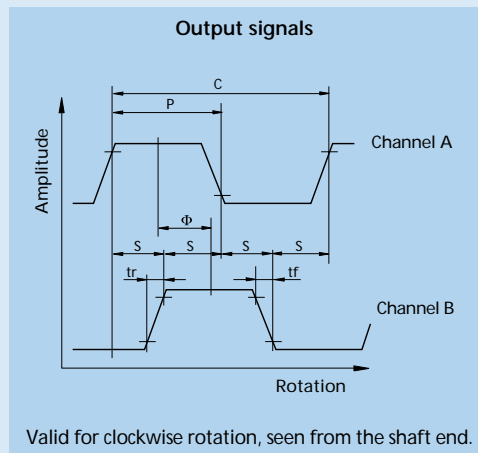 Output signals
C
P
Channel A
Amplitude
Φ
S S S S
tr tf
Channel B
Rotation
Valid for clockwise rotation, seen from the shaft end.